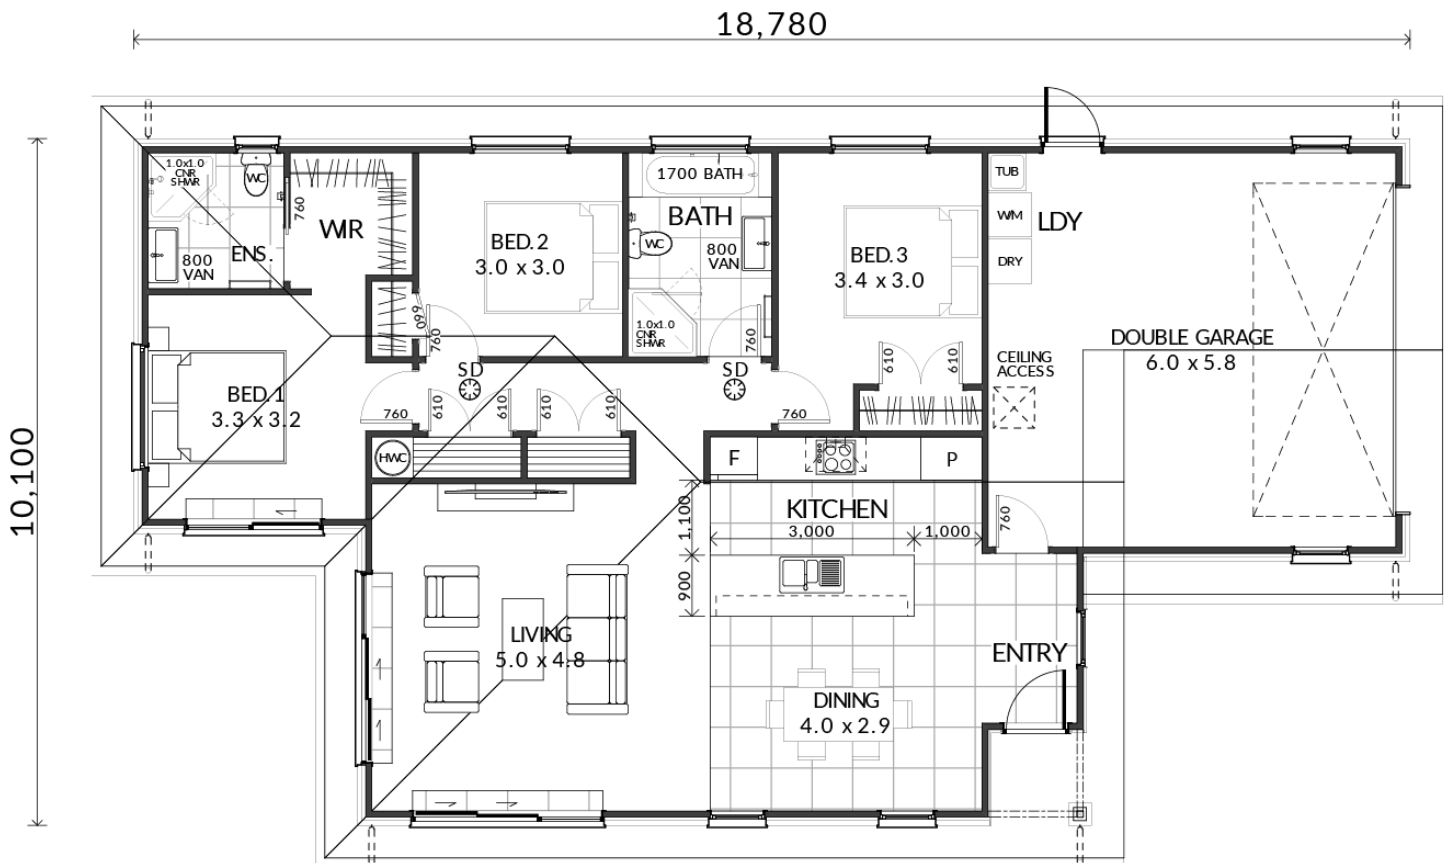 18,780
10,100
1.0x1.0
CNR
SHWR
WC
760
WIR
800
VAN
ENS.
BED.2
3.0 x 3.0
660
760
1700 BATH
BATH
WC
800
VAN
1.0x1.0
CNR
SHWR
760
BED.3
3.4 x 3.0
610
610
TUB
WM
DRY
LDY
DOUBLE GARAGE
6.0 x 5.8
CEILING
ACCESS
BED.1
3.3 x 3.2
760
SD
610
610
610
610
SD
760
HWC
F
P
KITCHEN
3,000
1,000
1,100
900
760
LIVING
5.0 x 4.8
DINING
4.0 x 2.9
ENTRY